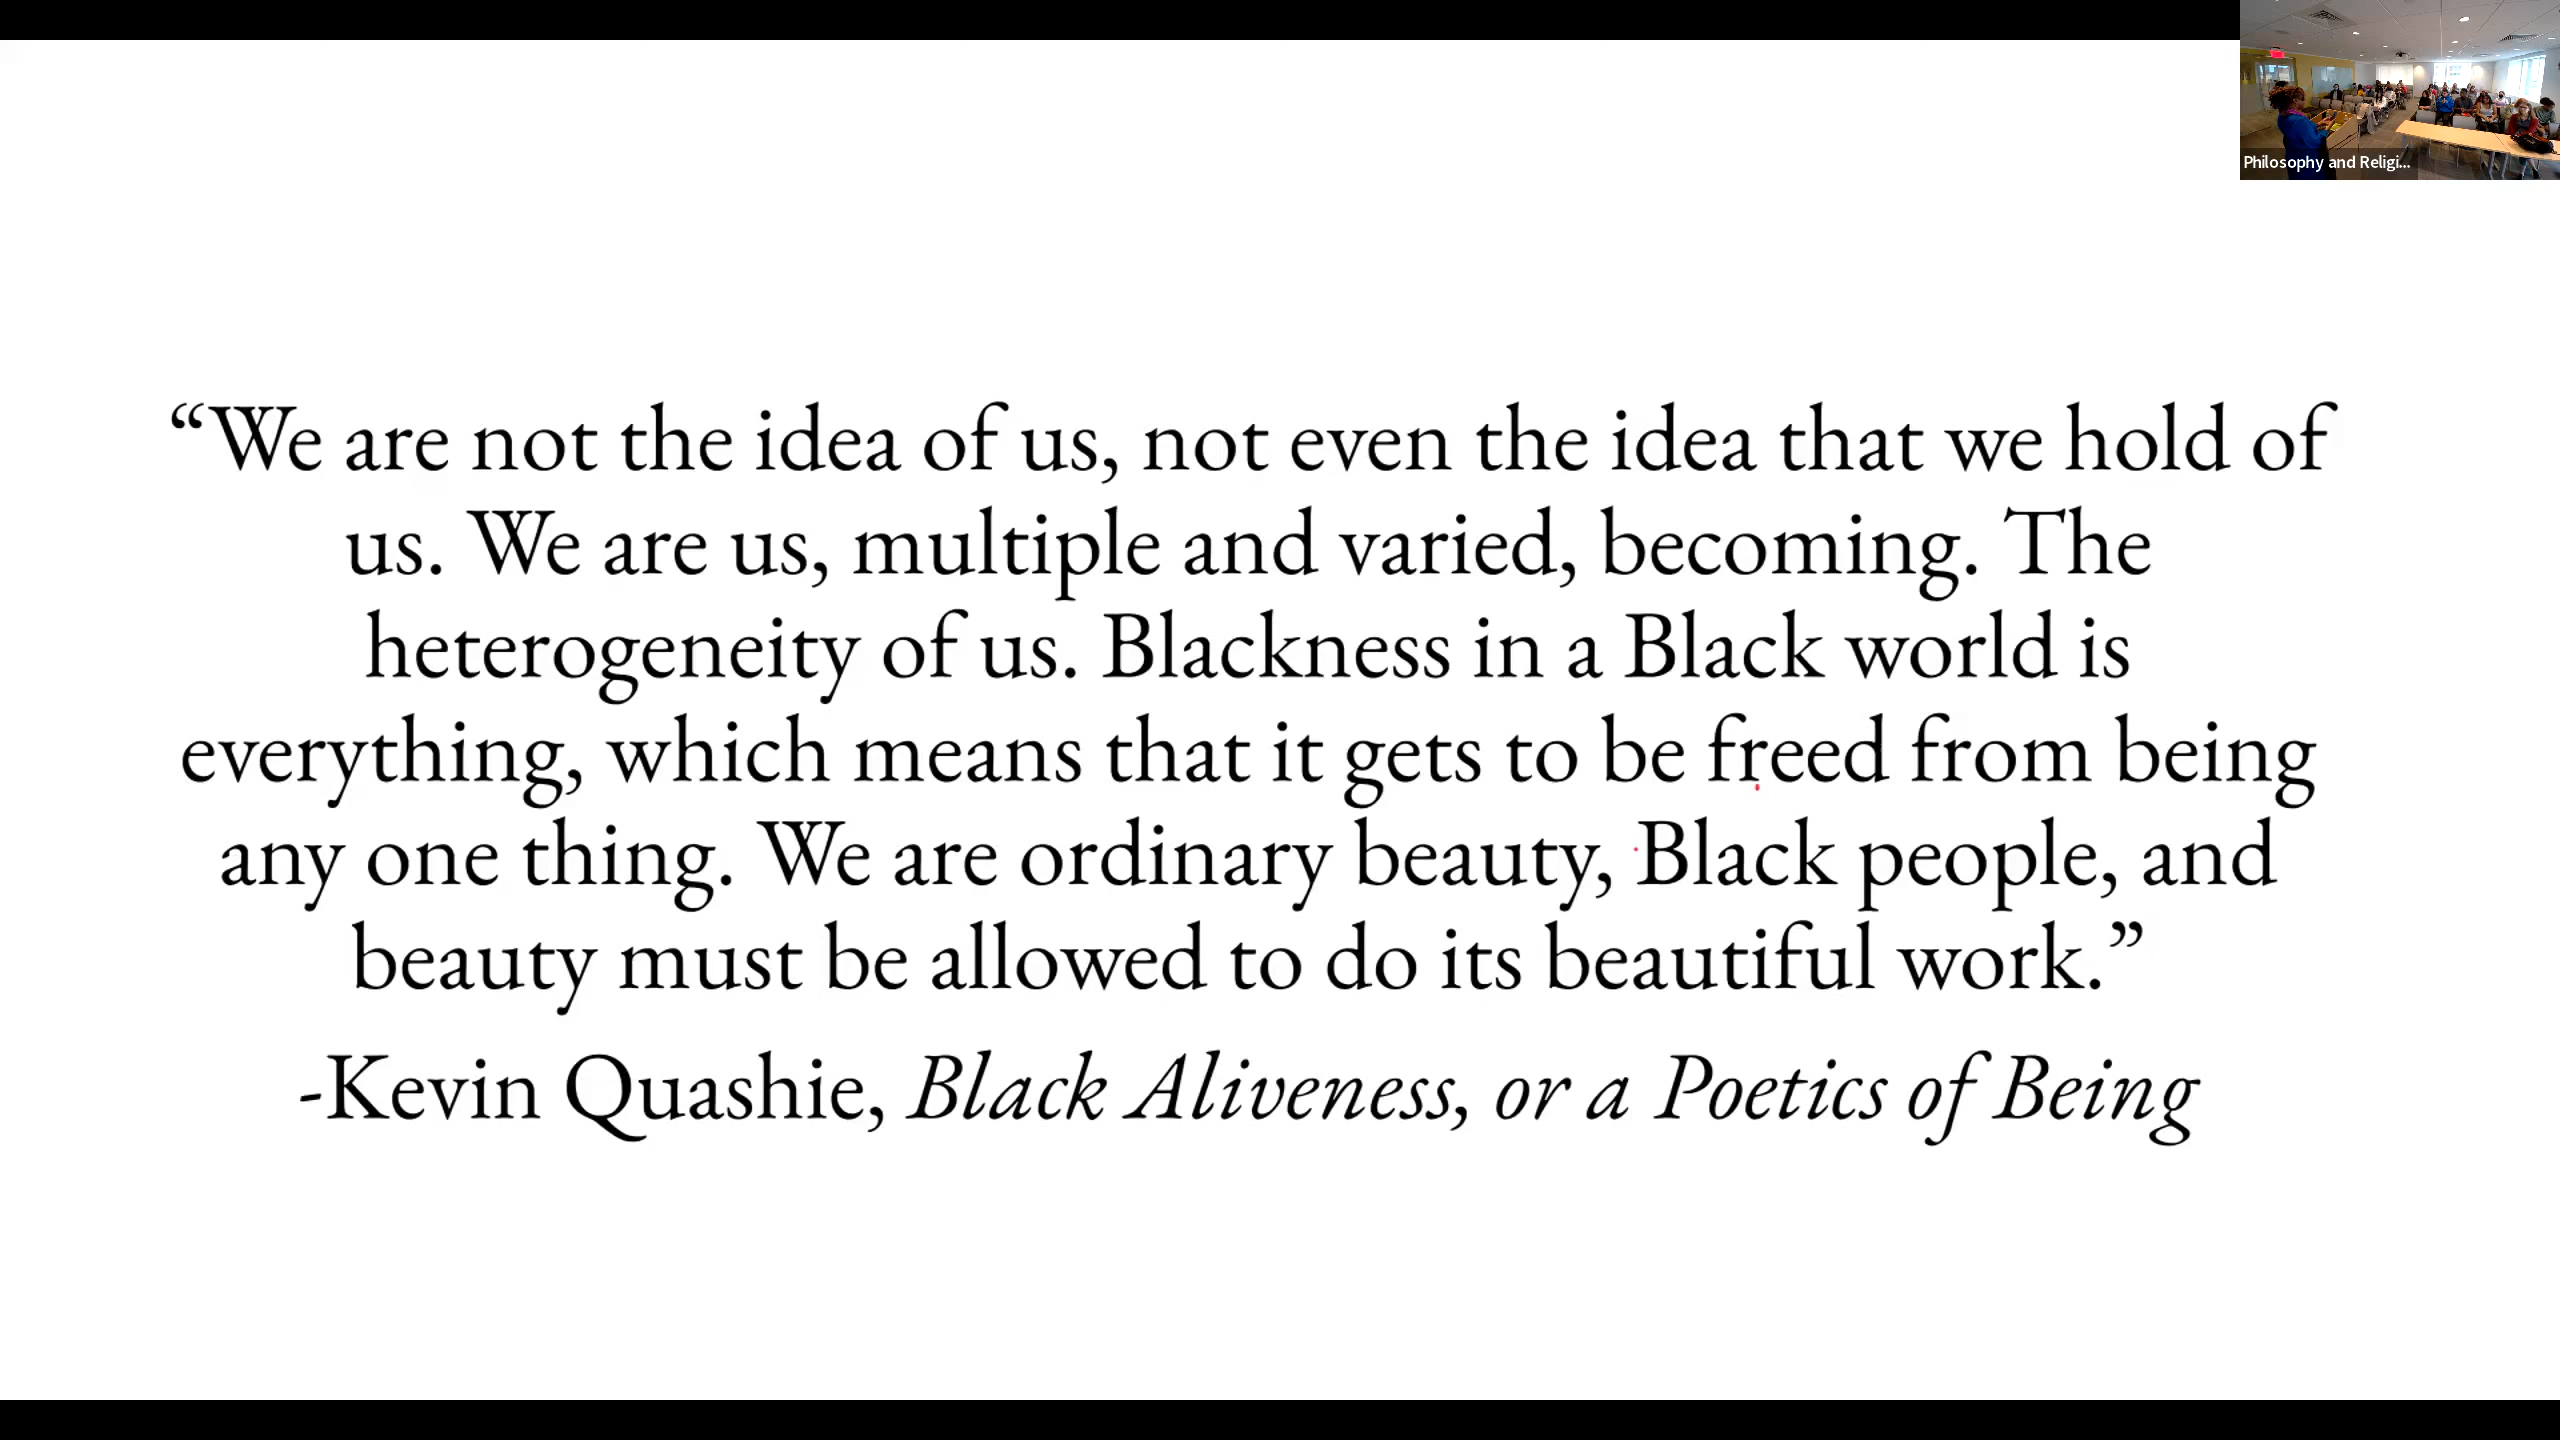 Philosophy and Religi...
“We are not the idea of us, not even the idea that we hold of
us. We are us, multiple and varied, becoming. The
heterogeneity of us. Blackness in a Black world is
everything, which means that it gets to be freed from being
any one thing. We are ordinary beauty, Black people, and
beauty must be allowed to do its beautiful work.”
-Kevin Quashie, Black Aliveness, or a Poetics of Being